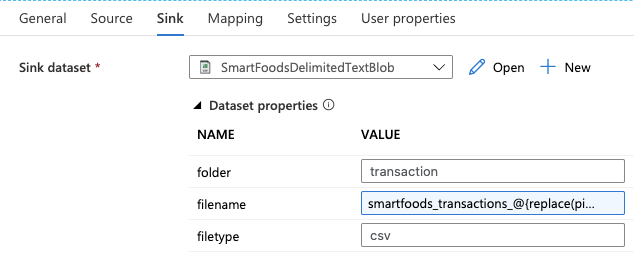 General Source Sink Mapping Settings User properties
Sink dataset * SmartFoodsDelimitedTextBlob Open New
Dataset properties
NAME VALUE
folder transaction
filename smartfoods_transactions_@{replace(pi...
filetype csv